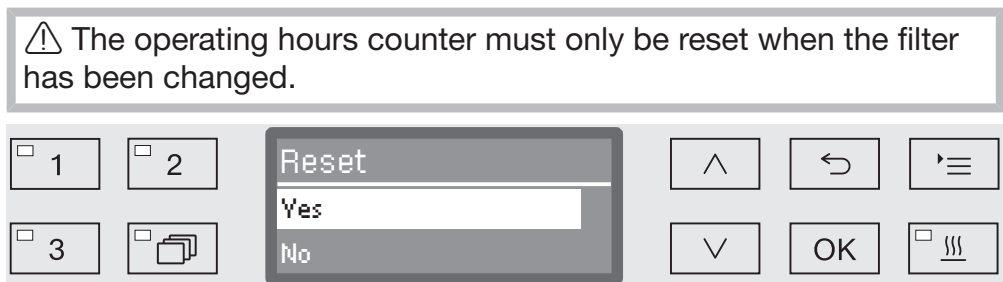 The operating hours counter must only be reset when the filter
has been changed.
1
2
Reset
Yes
3
No
OK